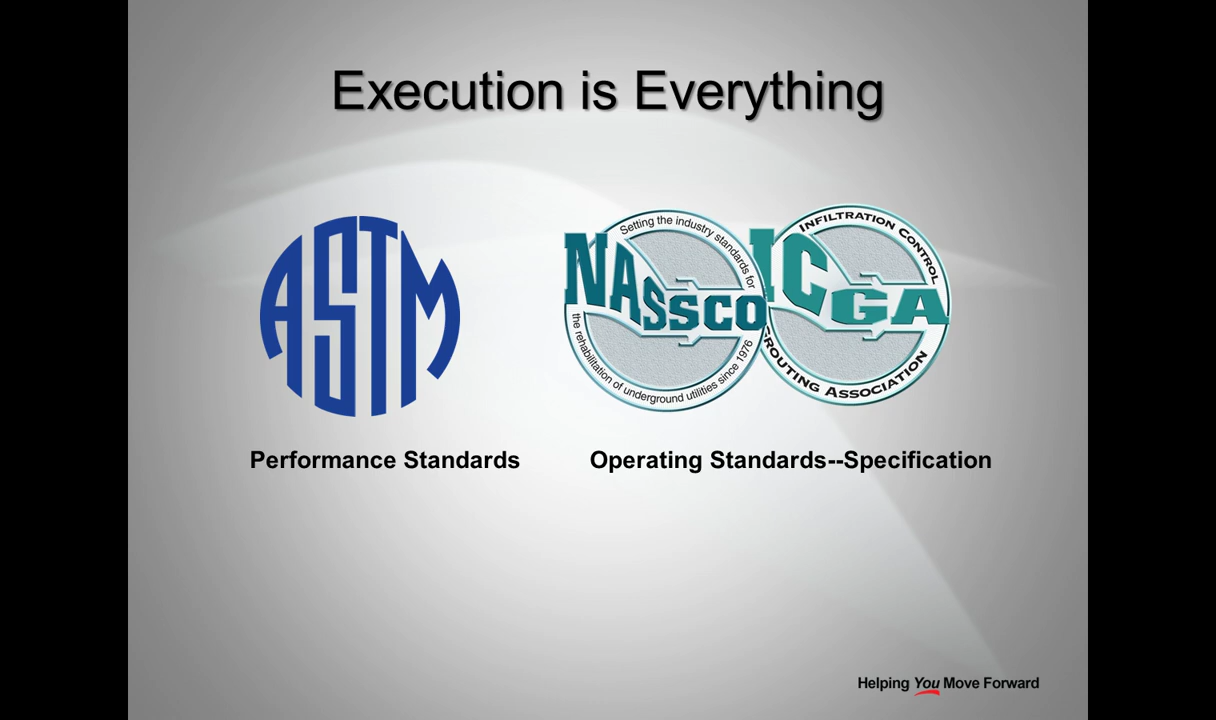 Execution is Everything
ASTM
NASSCO
Setting the industry standards for
the rehabilitation of underground utilities since 1976
ICGA
INFILTRATION CONTROL
GROUTING ASSOCIATION
Performance Standards
Operating Standards--Specification
Helping You Move Forward